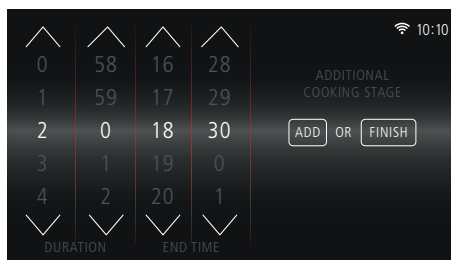 10:10
0 58 16 28
1 59 17 29
2 0 18 30
3 1 19 0
4 2 20 1
DURATION END TIME
ADDITIONAL
COOKING STAGE
ADD OR FINISH